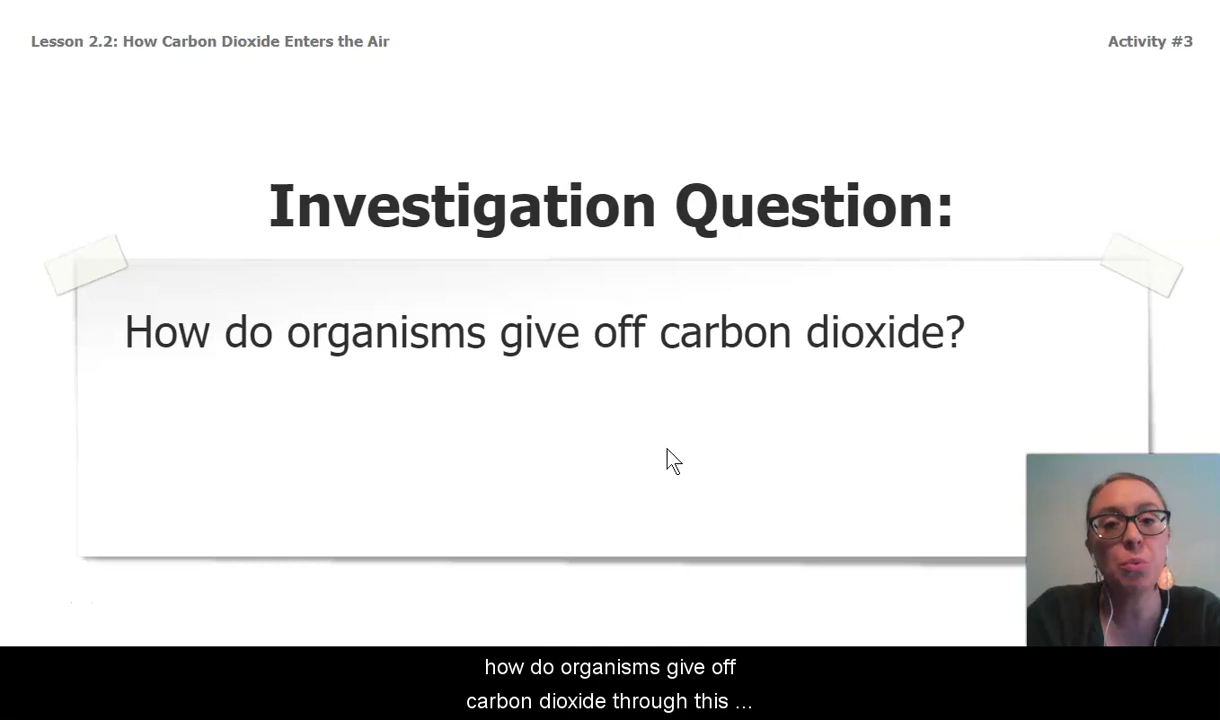 Lesson 2.2: How Carbon Dioxide Enters the Air
Activity #3
Investigation Question:
How do organisms give off carbon dioxide?
how do organisms give off
carbon dioxide through this ...